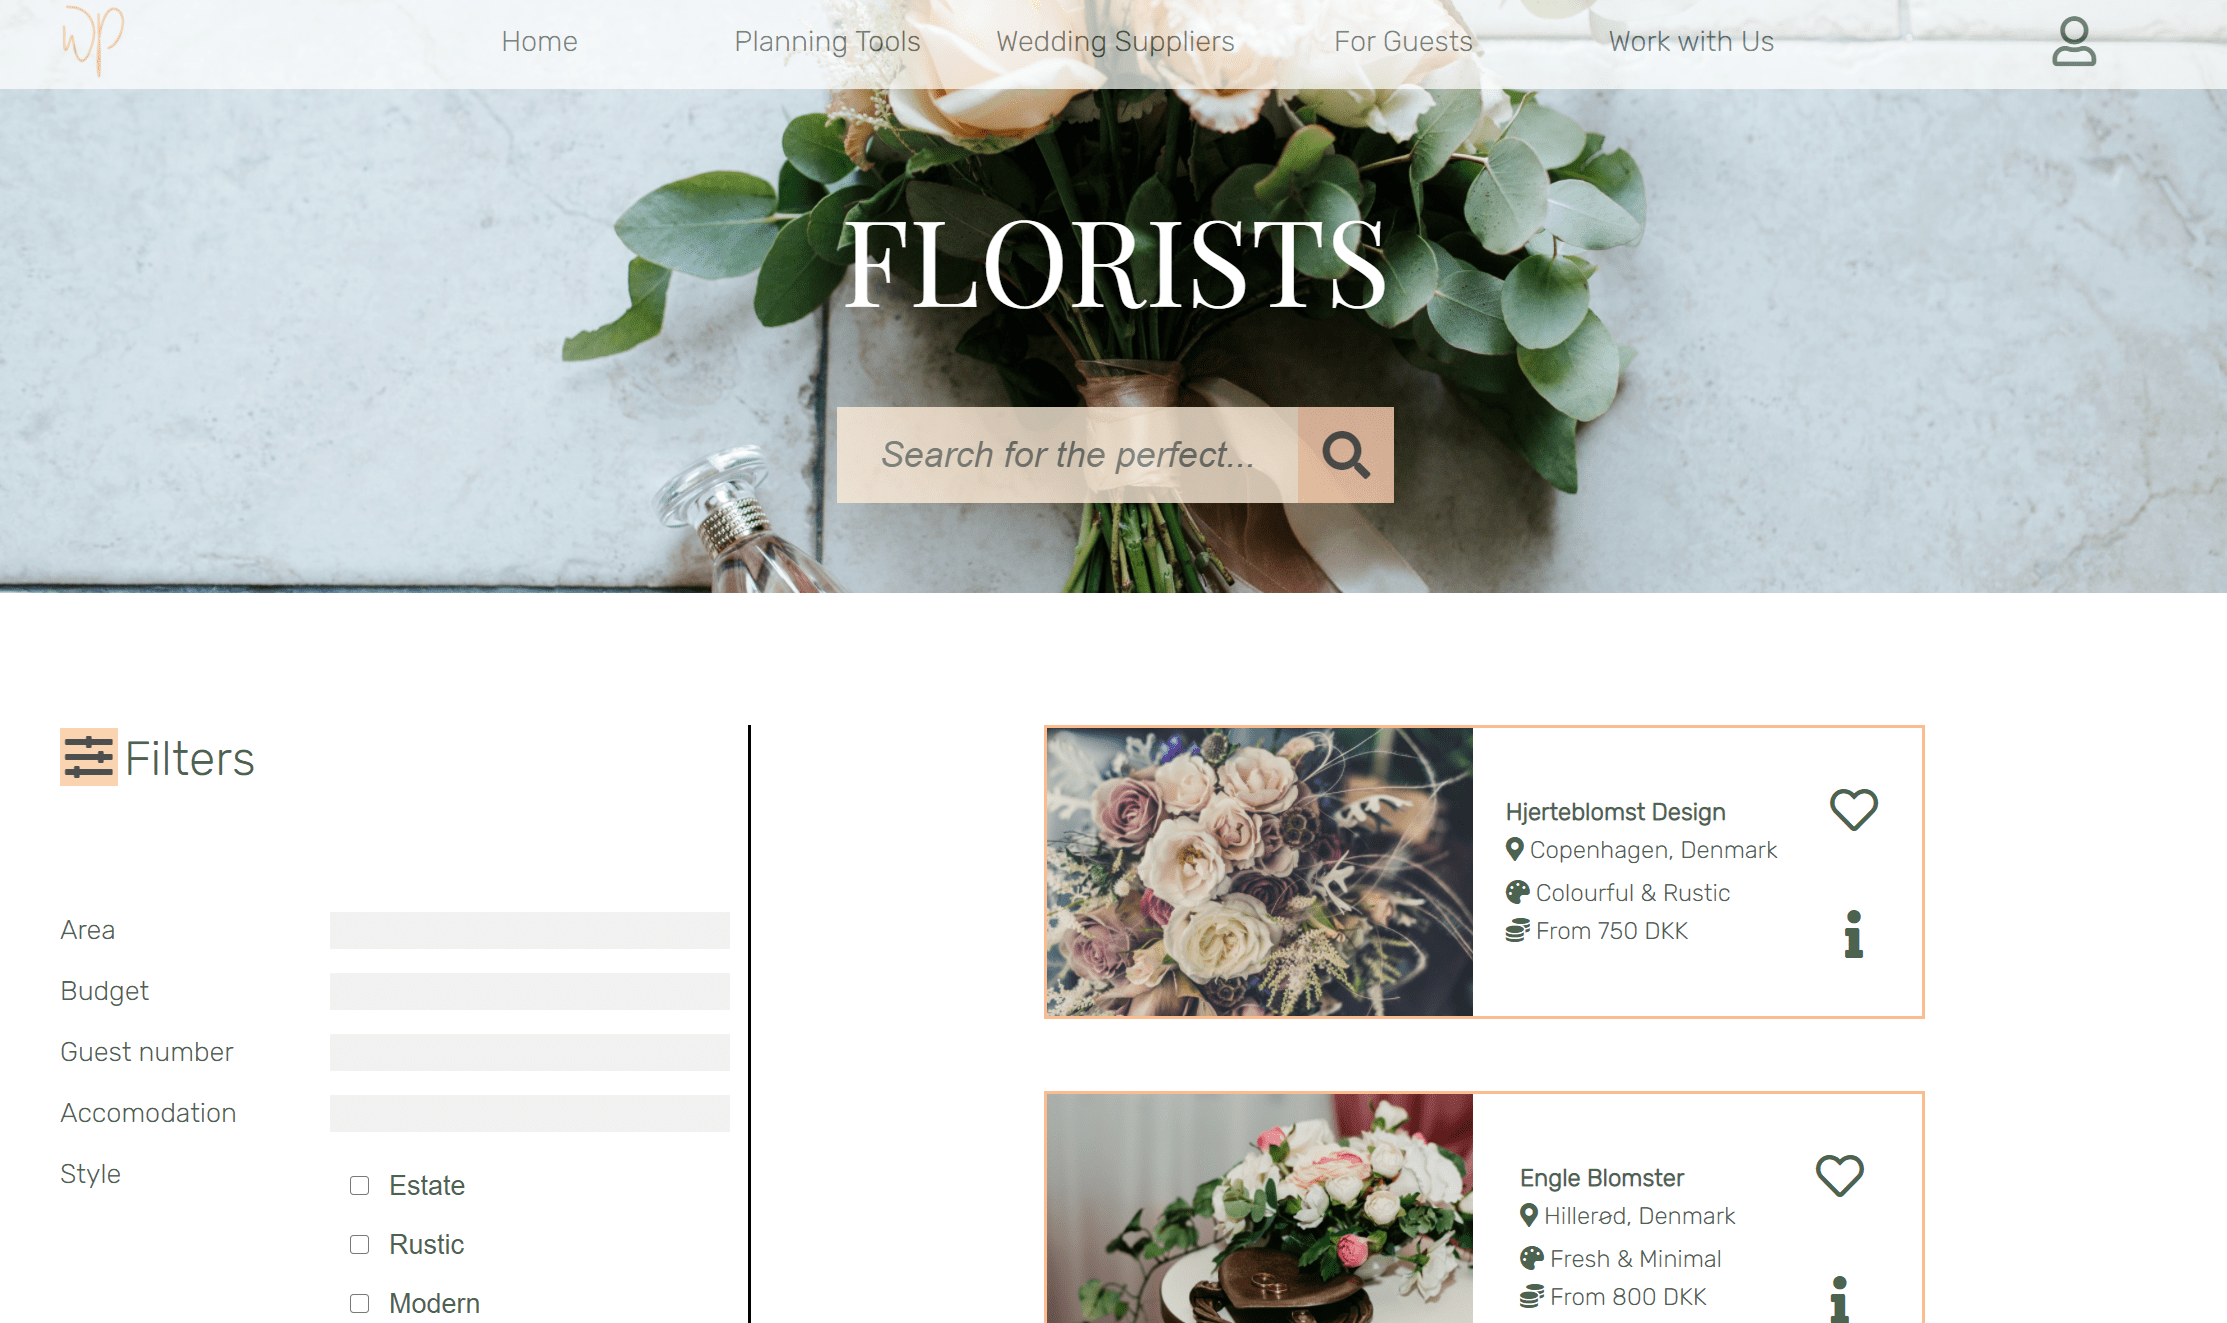 WP
Home
Planning Tools
Wedding Suppliers
For Guests
Work with Us
FLORISTS
Search for the perfect...
Filters
Area
Budget
Guest number
Accomodation
Style
Estate
Rustic
Modern
Hjerteblomst Design
Copenhagen, Denmark
Colourful & Rustic
From 750 DKK
Engle Blomster
Hillerød, Denmark
Fresh & Minimal
From 800 DKK